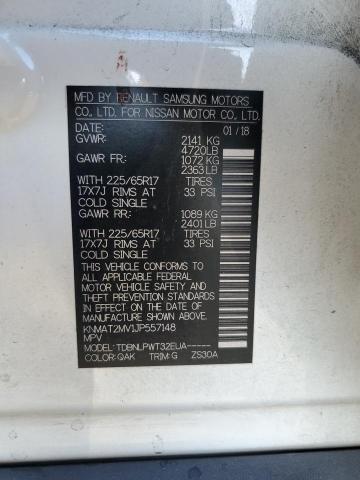 MFD BY RENAULT SAMSUNG MOTORS
CO., LTD. FOR NISSAN MOTOR CO., LTD.
DATE: 01/18
GVWR: 2141 KG
4720LB
GAWR FR: 1072 KG
2363LB
WITH 225/65R17 TIRES
17X7J RIMS AT 33 PSI
COLD SINGLE
GAWR RR: 1089 KG
2401LB
WITH 225/65R17 TIRES
17X7J RIMS AT 33 PSI
COLD SINGLE
THIS VEHICLE CONFORMS TO
ALL APPLICABLE FEDERAL
MOTOR VEHICLE SAFETY AND
THEFT PREVENTION STANDARDS
IN EFFECT ON THE DATE OF
MANUFACTURE SHOWN ABOVE.
KNMAT2MV1JP557148
MPV
MODEL: TDBNLPWT32EUA-----
COLOR: QAK TRIM: G ZS30A